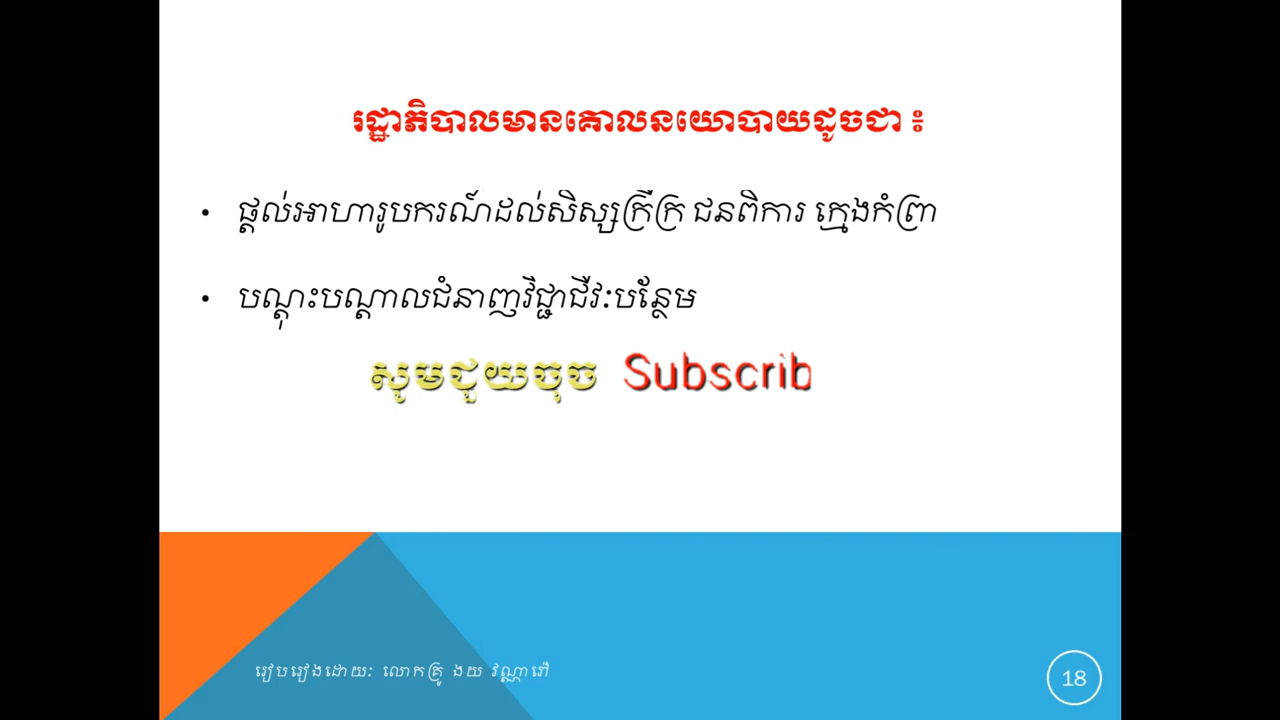 រដ្ឋាភិបាលមានគោលនយោបាយដូចជា ៖
• ផ្តល់អាហារូបករណ៍ដល់សិស្សក្រីក្រ ជនពិការ ក្មេងកំព្រា
• បណ្តុះបណ្តាលជំនាញវិជ្ជាជីវ:បន្ថែម
សូមជួយចុច Subscrib
រៀបរៀងដោយ: លោកគ្រូ ងយ វណ្ណាភើ
18